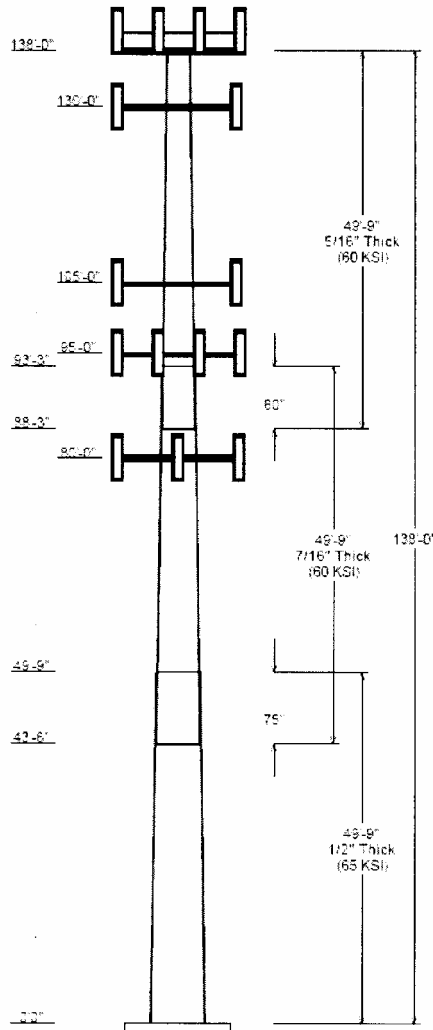 138'-0"
130'-0"
49'-9"
5/16" Thick
(60 KSI)
105'-0"
95'-0"
93'-3"
60"
88'-3"
80'-0"
49'-9"
7/16" Thick
(60 KSI)
138'-0"
49'-9"
75"
43'-6"
49'-9"
1/2" Thick
(65 KSI)
0'0"